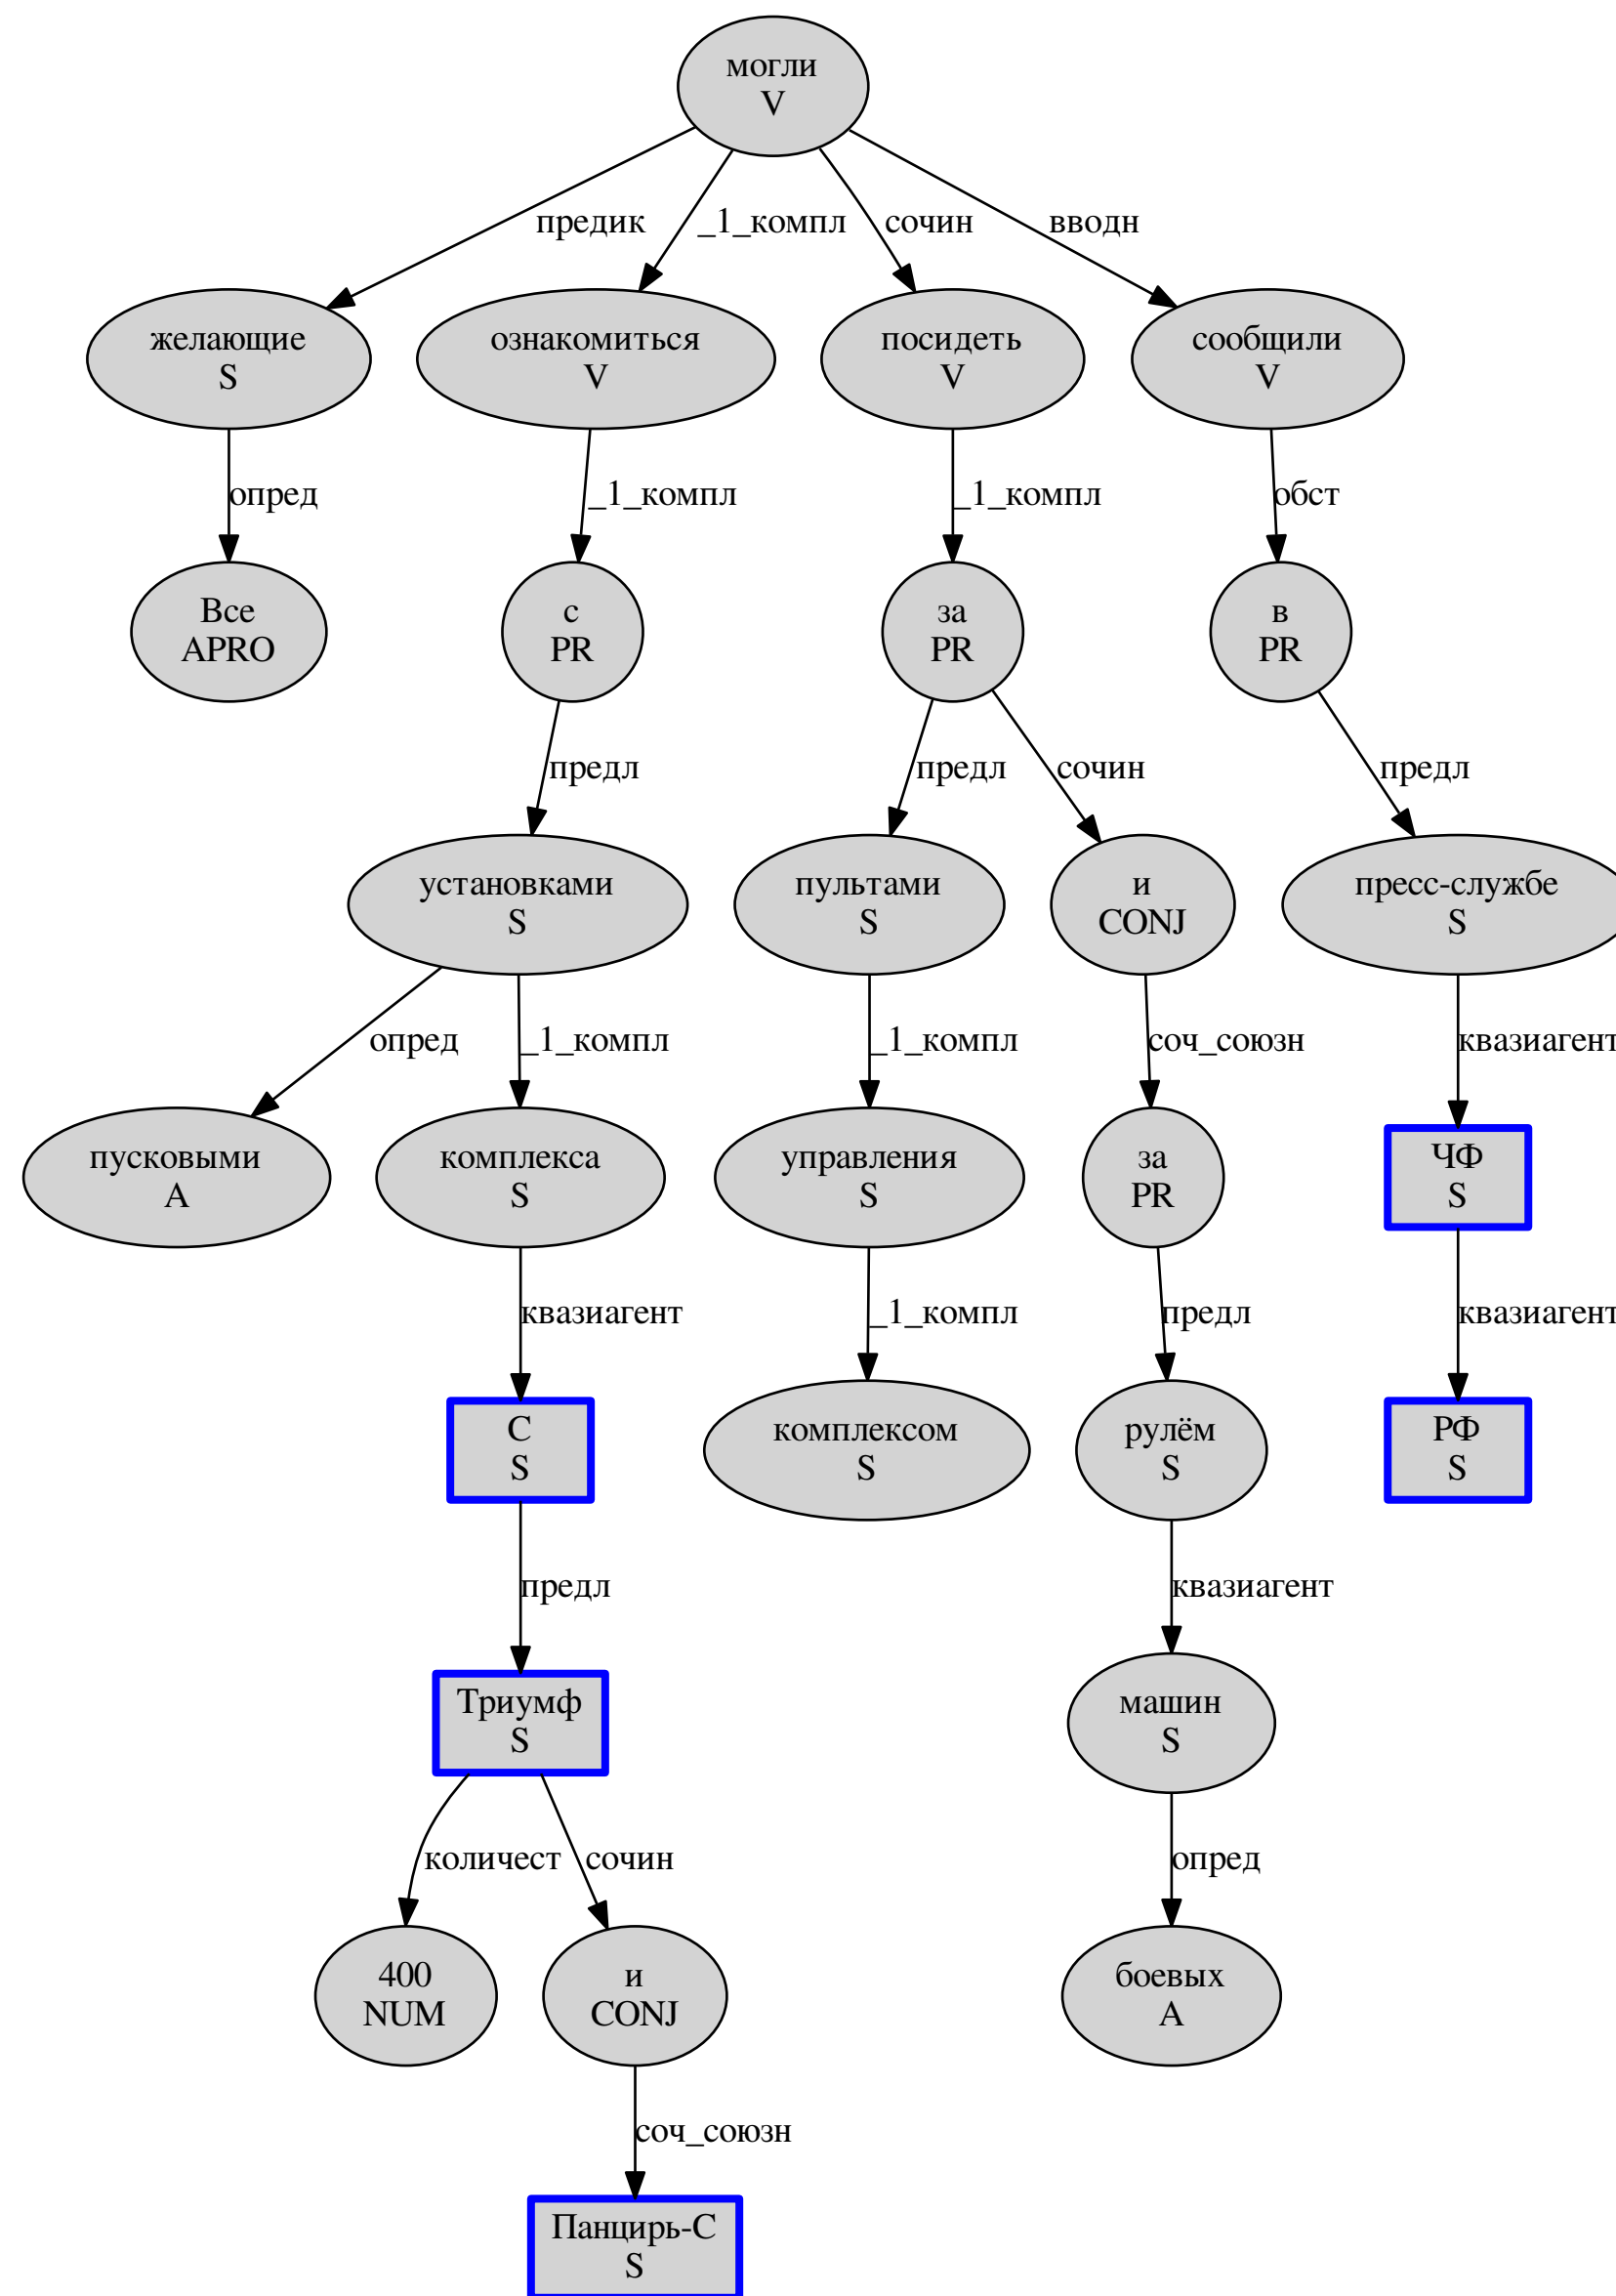 могли
V
предик
_1_компл
сочин
вводн
желающие
S
ознакомиться
V
посидеть
V
сообщили
V
опред
_1_компл
_1_компл
обст
Все
APRO
с
PR
за
PR
в
PR
предл
предл
сочин
предл
установками
S
пультами
S
и
CONJ
пресс-службе
S
опред
_1_компл
_1_компл
соч_союзн
квазиагент
пусковыми
A
комплекса
S
управления
S
за
PR
ЧФ
S
квазиагент
_1_компл
предл
квазиагент
С
S
комплексом
S
рулём
S
РФ
S
предл
квазиагент
Триумф
S
машин
S
количест
сочин
опред
400
NUM
и
CONJ
боевых
A
соч_союзн
Панцирь-С
S